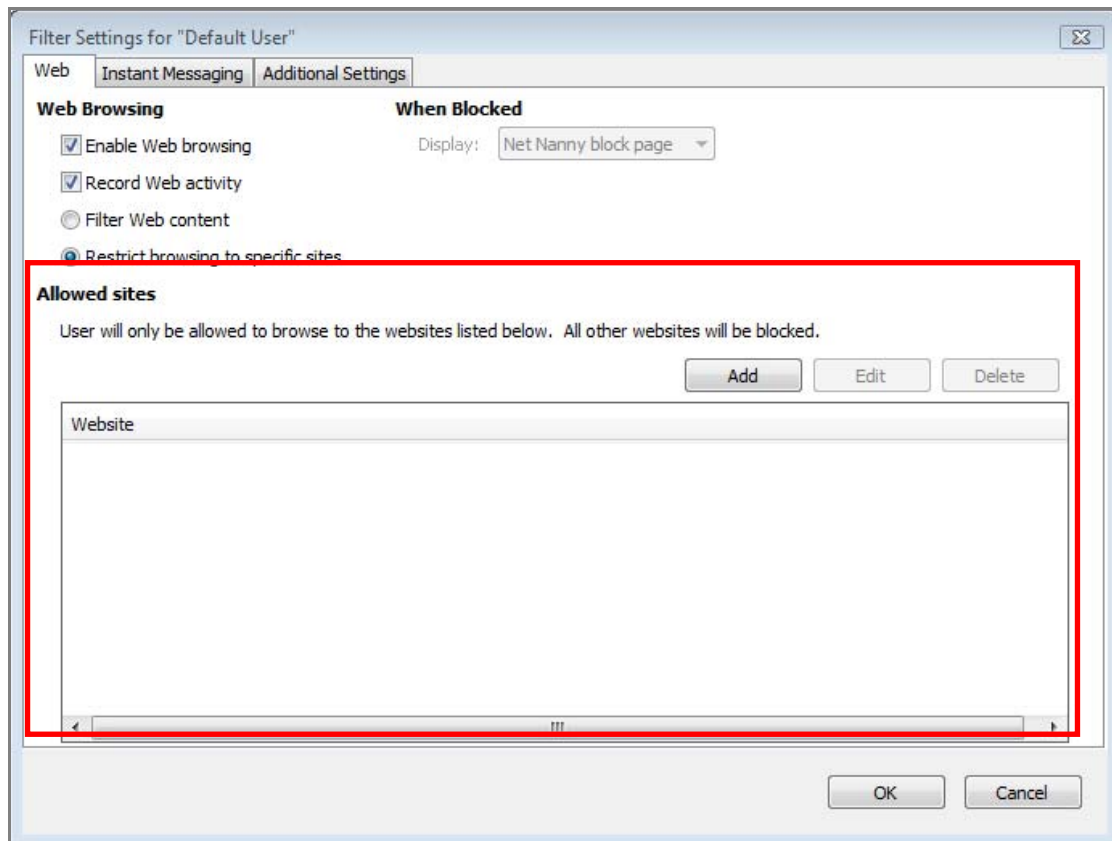 Filter Settings for "Default User"
Web Instant Messaging Additional Settings
Web Browsing When Blocked
Enable Web browsing Display: Net Nanny block page
Record Web activity
Filter Web content
Restrict browsing to specific sites
Allowed sites
User will only be allowed to browse to the websites listed below. All other websites will be blocked.
Add Edit Delete
Website
OK Cancel